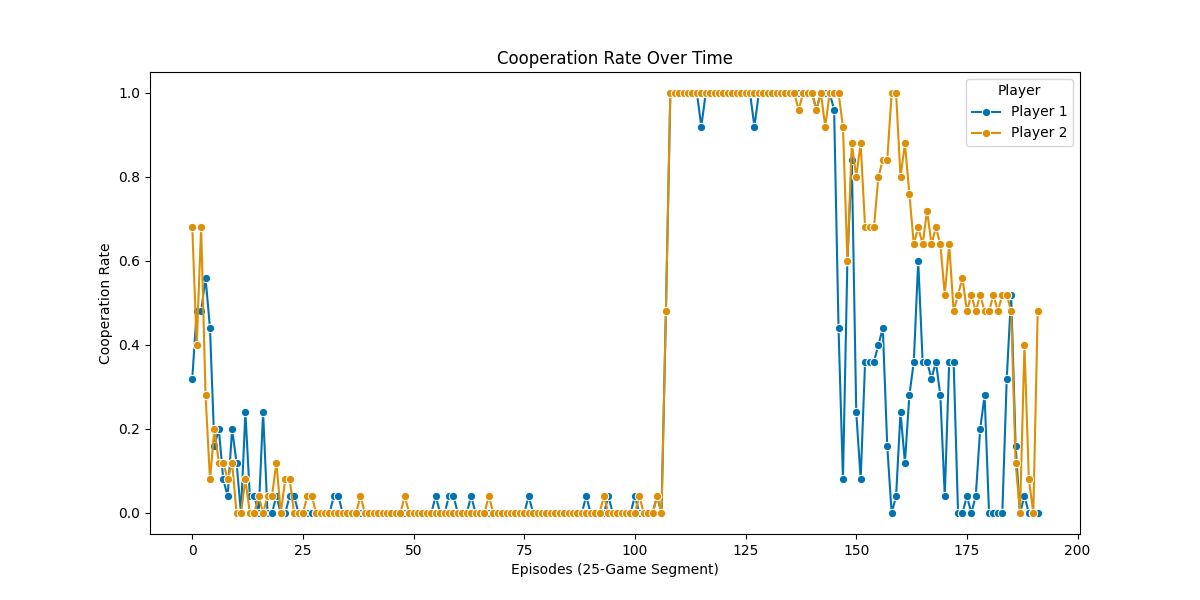 Cooperation Rate Over Time
Player
Player 1
Player 2
Cooperation Rate
1.0
0.8
0.6
0.4
0.2
0.0
0
25
50
75
100
125
150
175
200
Episodes (25-Game Segment)